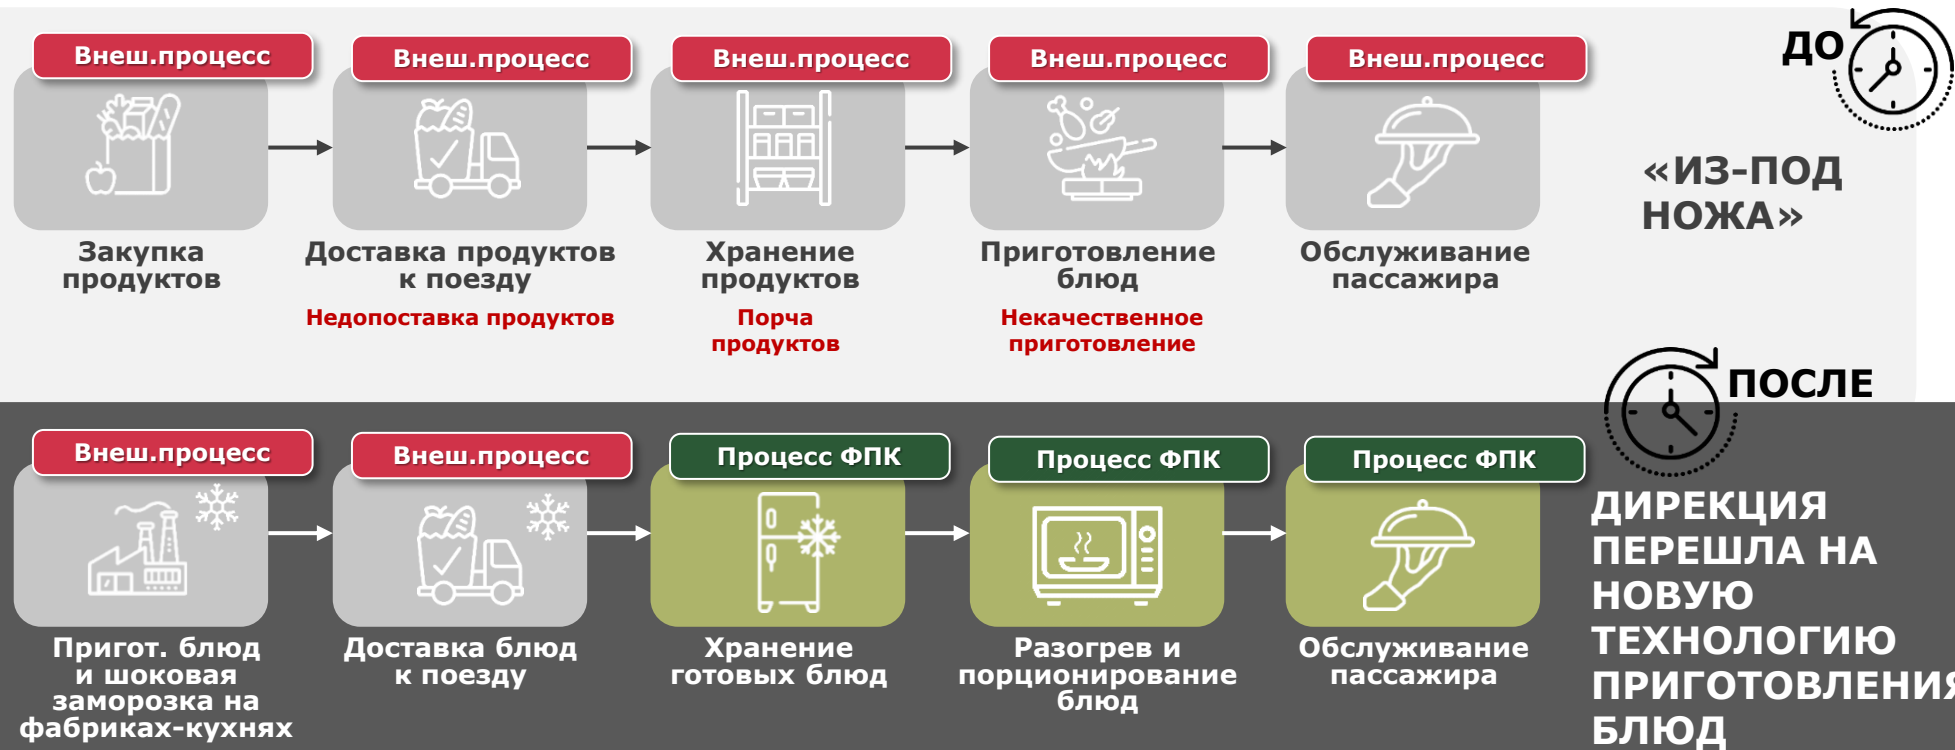 Внеш.процесс
Внеш.процесс
Внеш.процесс
Внеш.процесс
Внеш.процесс
ДО
«ИЗ-ПОД
НОЖА»
Закупка
продуктов
Доставка продуктов
к поезду
Недопоставка продуктов
Хранение
продуктов
Порча
продуктов
Приготовление
блюд
Некачественное
приготовление
Обслуживание
пассажира
ПОСЛЕ
Внеш.процесс
Внеш.процесс
Процесс ФПК
Процесс ФПК
Процесс ФПК
Пригот. блюд
и шоковая
заморозка на
фабриках-кухнях
Доставка блюд
к поезду
Хранение
готовых блюд
Разогрев и
порционирование
блюд
Обслуживание
пассажира
ДИРЕКЦИЯ
ПЕРЕШЛА НА
НОВУЮ
ТЕХНОЛОГИЮ
ПРИГОТОВЛЕНИЯ
БЛЮД